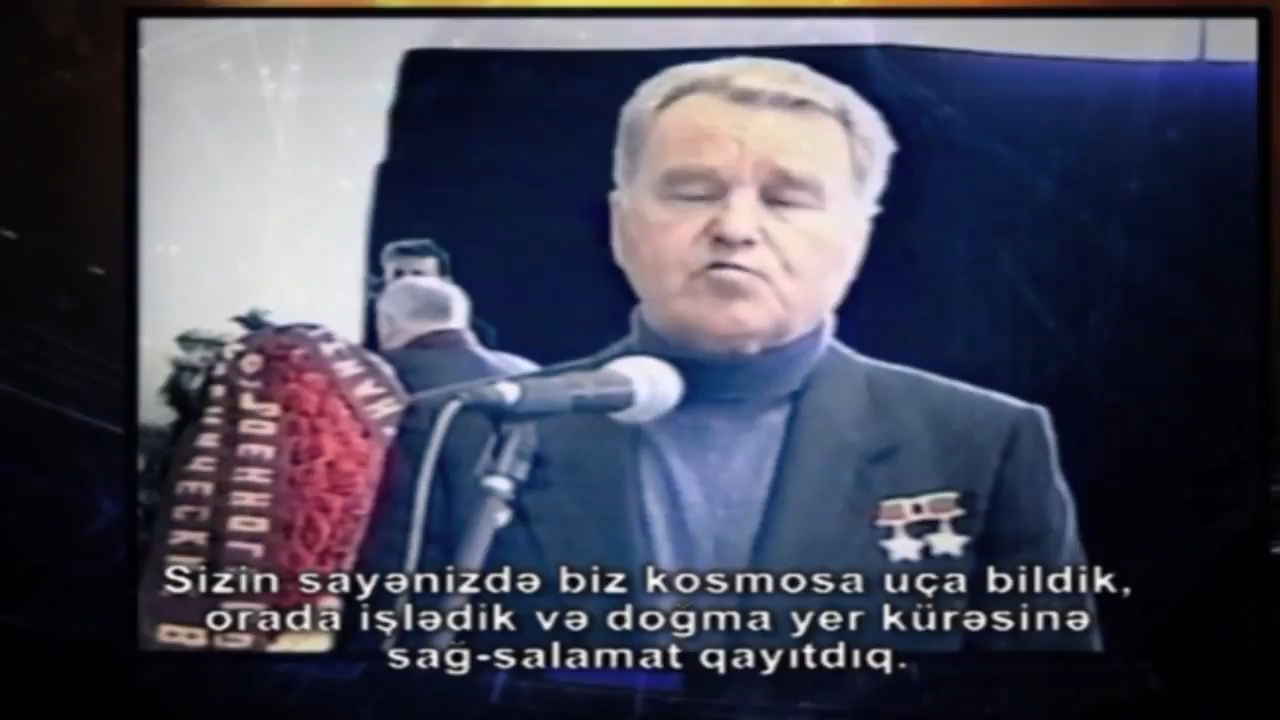 Sizin sayənizdə biz kosmosa uça bildik,
orada işlədik və doğma yer kürəsinə
sağ-salamat qayıtdıq.